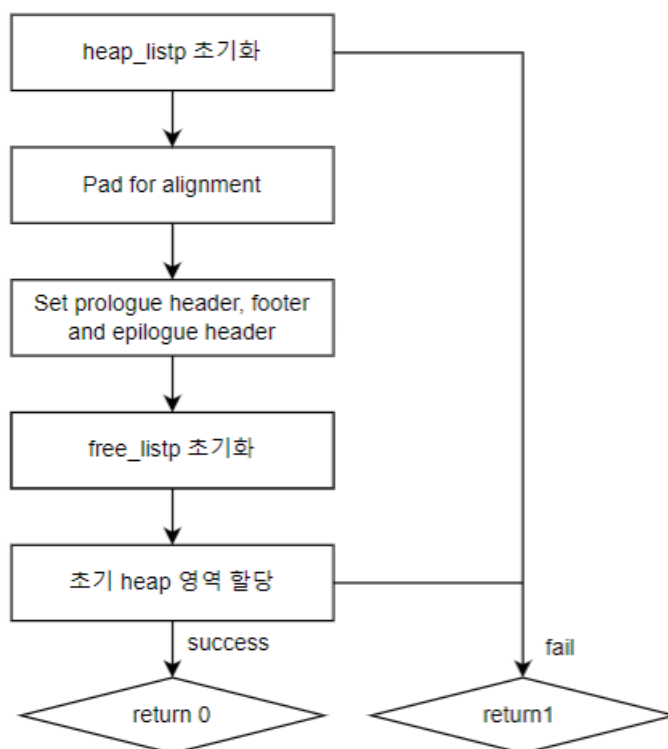 heap_listp 초기화
Pad for alignment
Set prologue header, footer
and epilogue header
free_listp 초기화
초기 heap 영역 할당
success
fail
return 0
return1